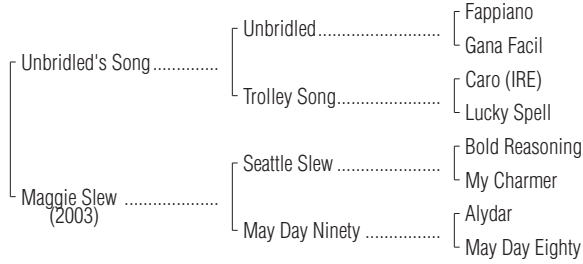 Fappiano
Unbridled....................
Gana Facil
Unbridled's Song.............
Caro (IRE)
Trolley Song.................
Lucky Spell
Bold Reasoning
Seattle Slew .................
My Charmer
Maggie Slew ..................
(2003)
Alydar
May Day Ninety .............
May Day Eighty